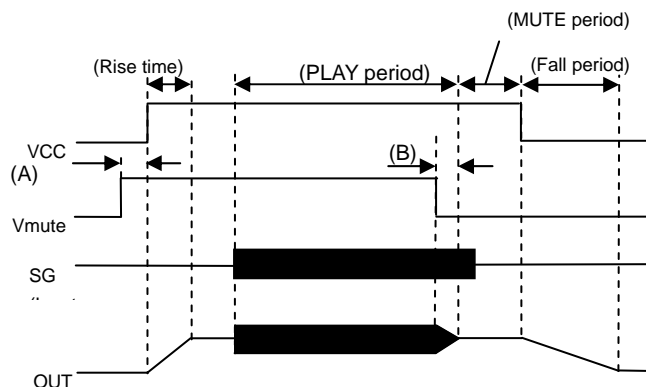 (MUTE period)
(Rise time)
(PLAY period)
(Fall period)
VCC
(A)
(B)
Vmute
SG
OUT